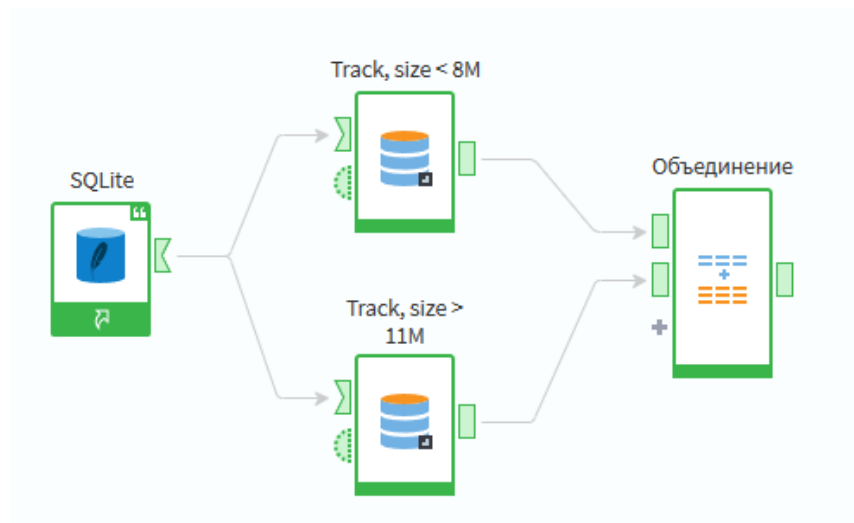 Track, size < 8M
SQLite
Объединение
Track, size >
11M